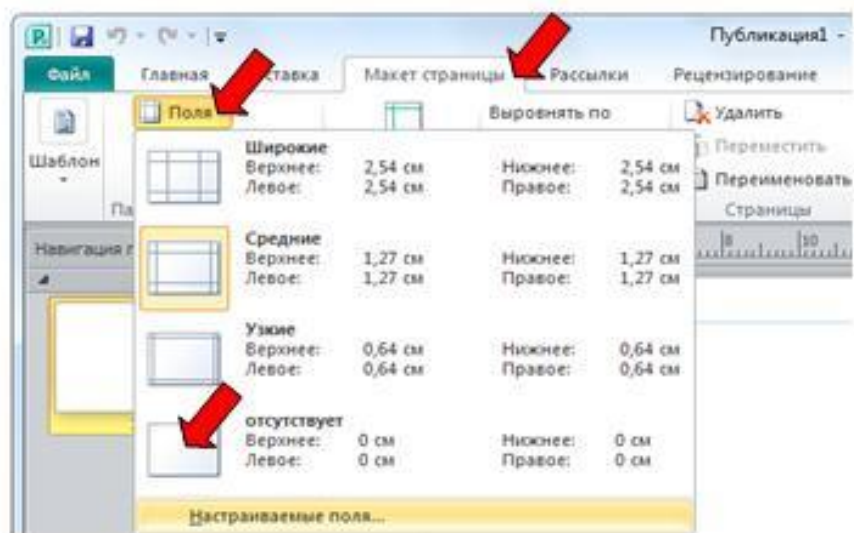 Публикация1 -
Файл Главная ставка Макет страницы Рассылки Рецензирование
Поля Выровнять по Удалить
Шаблон Переместить
Переименовать
Па Страницы
Навигация п 8 10
Широкие
Верхнее: 2,54 см Нижнее: 2,54 см
Левое: 2,54 см Правое: 2,54 см
Средние
Верхнее: 1,27 см Нижнее: 1,27 см
Левое: 1,27 см Правое: 1,27 см
Узкие
Верхнее: 0,64 см Нижнее: 0,64 см
Левое: 0,64 см Правое: 0,64 см
отсутствует
Верхнее: 0 см Нижнее: 0 см
Левое: 0 см Правое: 0 см
Настраиваемые поля...